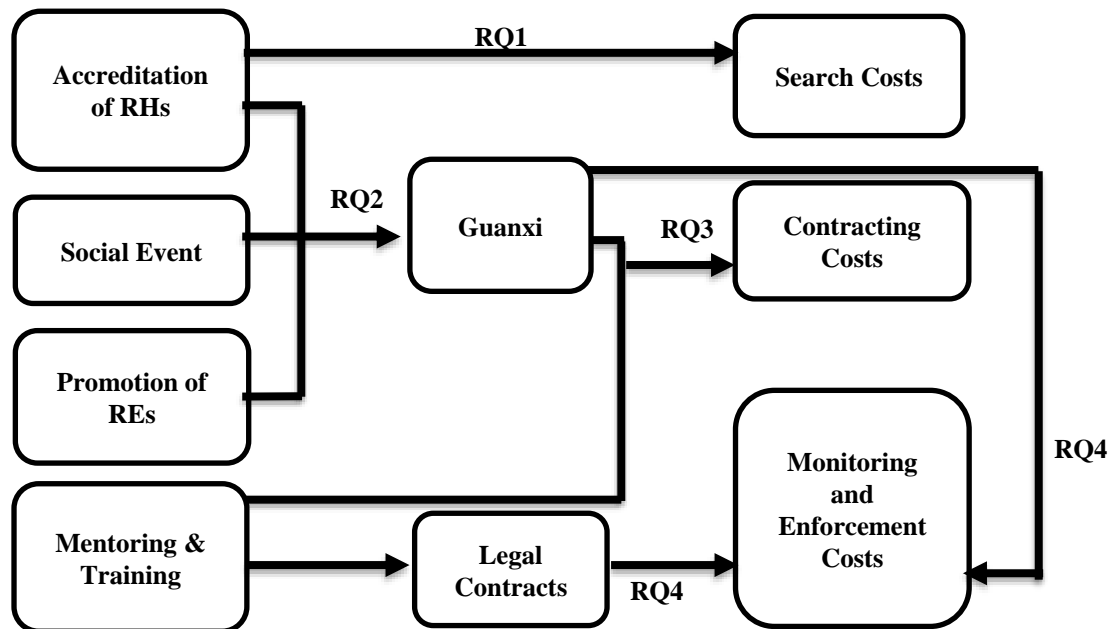 RQ1
Accreditation
of RHs
Search Costs
RQ2
Guanxi
RQ3
Contracting
Costs
Social Event
Promotion of
REs
Monitoring
and
Enforcement
Costs
RQ4
Mentoring &
Training
Legal
Contracts
RQ4